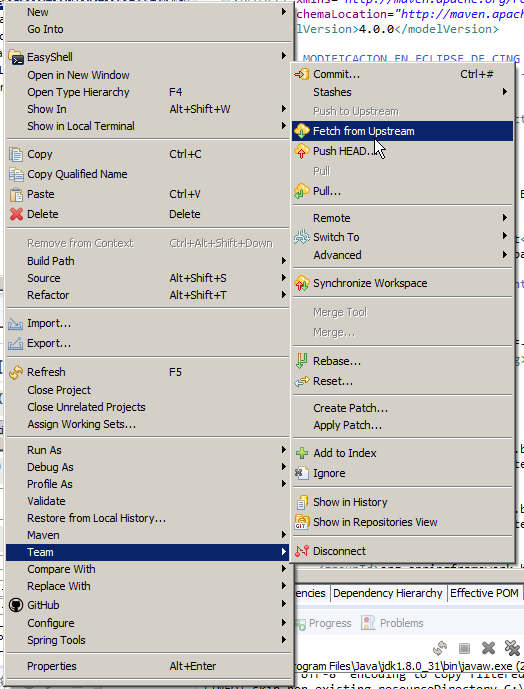 New
Go Into
EasyShell
Open in New Window
Open Type Hierarchy F4
Show In Alt+Shift+W
Show in Local Terminal
Copy Ctrl+C
Copy Qualified Name
Paste Ctrl+V
Delete Delete
Remove from Context Ctrl+Alt+Shift+Down
Build Path
Source Alt+Shift+S
Refactor Alt+Shift+T
Import...
Export...
Refresh F5
Close Project
Close Unrelated Projects
Assign Working Sets...
Run As
Debug As
Profile As
Validate
Restore from Local History...
Maven
Team
Compare With
Replace With
GitHub
Configure
Spring Tools
Properties Alt+Enter
chemaLocation="http://maven.apac
lVersion>4.0.0</modelVersion>
MODIFICACION EN ECLIPSE DE CING
Commit... Ctrl+#
Stashes
Push to Upstream
Fetch from Upstream
Push HEAD...
Pull
Pull...
Remote
Switch To
Advanced
Synchronize Workspace
Merge Tool
Merge...
Rebase...
Reset...
Create Patch...
Apply Patch...
Add to Index
Ignore
Show in History
Show in Repositories View
Disconnect
encies Dependency Hierarchy Effective POM
Progress Problems
rogram Files\Java\jdk1.8.0_31\bin\javaw.exe (2